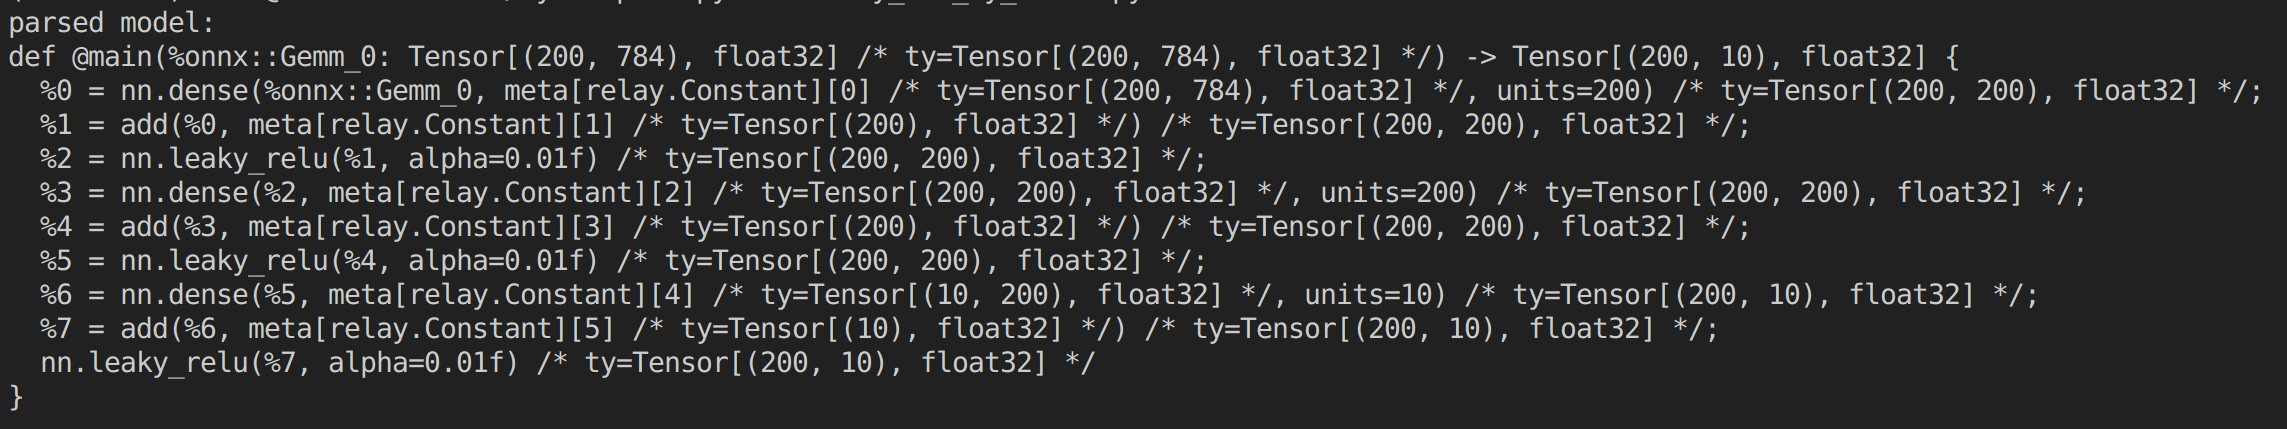 parsed model:
def @main(%onnx::Gemm_0: Tensor[(200, 784), float32] /* ty=Tensor[(200, 784), float32] */) -> Tensor[(200, 10), float32] {
  %0 = nn.dense(%onnx::Gemm_0, meta[relay.Constant][0] /* ty=Tensor[(200, 784), float32] */, units=200) /* ty=Tensor[(200, 200), float32] */;
  %1 = add(%0, meta[relay.Constant][1] /* ty=Tensor[(200), float32] */) /* ty=Tensor[(200, 200), float32] */;
  %2 = nn.leaky_relu(%1, alpha=0.01f) /* ty=Tensor[(200, 200), float32] */;
  %3 = nn.dense(%2, meta[relay.Constant][2] /* ty=Tensor[(200, 200), float32] */, units=200) /* ty=Tensor[(200, 200), float32] */;
  %4 = add(%3, meta[relay.Constant][3] /* ty=Tensor[(200), float32] */) /* ty=Tensor[(200, 200), float32] */;
  %5 = nn.leaky_relu(%4, alpha=0.01f) /* ty=Tensor[(200, 200), float32] */;
  %6 = nn.dense(%5, meta[relay.Constant][4] /* ty=Tensor[(10, 200), float32] */, units=10) /* ty=Tensor[(200, 10), float32] */;
  %7 = add(%6, meta[relay.Constant][5] /* ty=Tensor[(10), float32] */) /* ty=Tensor[(200, 10), float32] */;
  nn.leaky_relu(%7, alpha=0.01f) /* ty=Tensor[(200, 10), float32] */
}